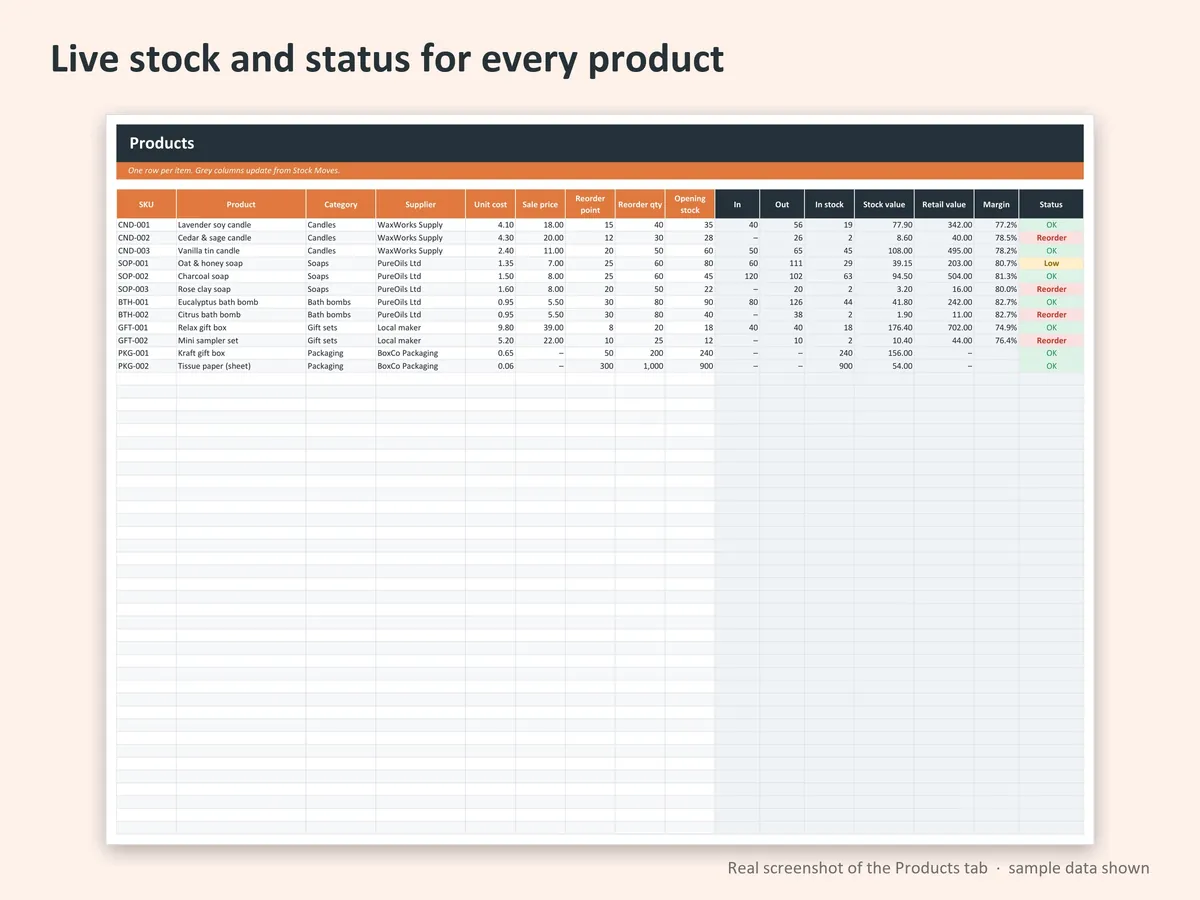 Live stock and status for every product
Products
One row per item. Grey columns update from Stock Moves.
SKU Product Category Supplier Unit cost Sale price Reorder point Reorder qty Opening stock In Out In stock Stock value Retail value Margin Status
CND-001 Lavender soy candle Candles WaxWorks Supply 4.10 18.00 15 40 35 40 56 19 77.90 342.00 77.2% OK
CND-002 Cedar & sage candle Candles WaxWorks Supply 4.30 20.00 12 30 28 – 26 2 8.60 40.00 78.5% Reorder
CND-003 Vanilla tin candle Candles WaxWorks Supply 2.40 11.00 20 50 60 50 65 45 108.00 495.00 78.2% OK
SOP-001 Oat & honey soap Soaps PureOils Ltd 1.35 7.00 25 60 80 60 111 29 39.15 203.00 80.7% Low
SOP-002 Charcoal soap Soaps PureOils Ltd 1.50 8.00 25 60 45 120 102 63 94.50 504.00 81.3% OK
SOP-003 Rose clay soap Soaps PureOils Ltd 1.60 8.00 20 50 22 – 20 2 3.20 16.00 80.0% Reorder
BTH-001 Eucalyptus bath bomb Bath bombs PureOils Ltd 0.95 5.50 30 80 90 80 126 44 41.80 242.00 82.7% OK
BTH-002 Citrus bath bomb Bath bombs PureOils Ltd 0.95 5.50 30 80 40 – 38 2 1.90 11.00 82.7% Reorder
GFT-001 Relax gift box Gift sets Local maker 9.80 39.00 8 20 18 40 40 18 176.40 702.00 74.9% OK
GFT-002 Mini sampler set Gift sets Local maker 5.20 22.00 10 25 12 – 10 2 10.40 44.00 76.4% Reorder
PKG-001 Kraft gift box Packaging BoxCo Packaging 0.65 – 50 200 240 – – 240 156.00 – OK
PKG-002 Tissue paper (sheet) Packaging BoxCo Packaging 0.06 – 300 1,000 900 – – 900 54.00 – OK
Real screenshot of the Products tab · sample data shown